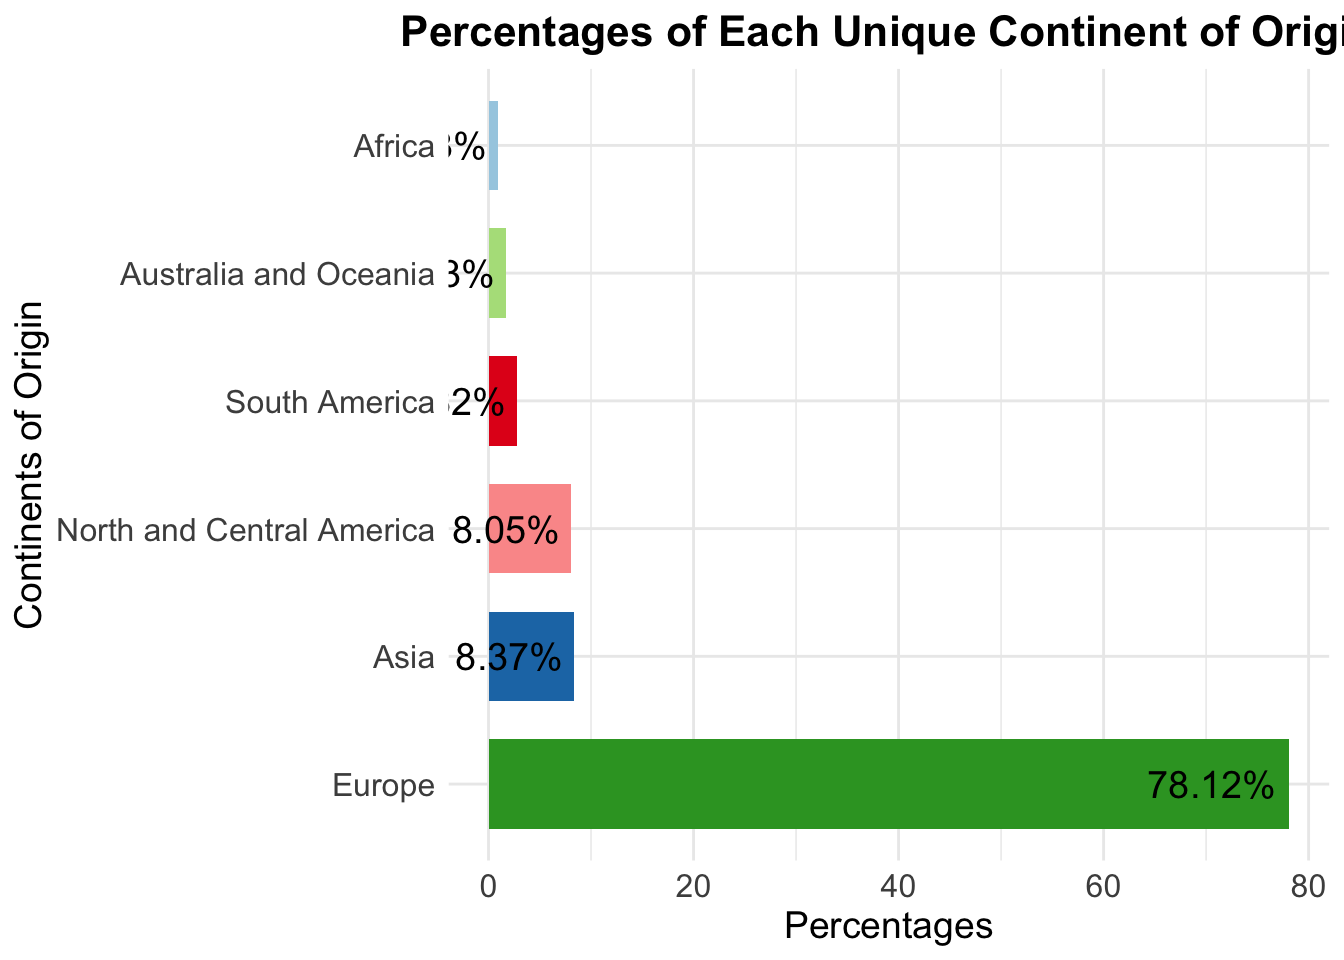 Percentages of Each Unique Continent of Origi
Africa
Australia and Oceania
South America
North and Central America 8.05%
Asia 8.37%
Europe 78.12%
Continents of Origin
0 20 40 60 80
Percentages